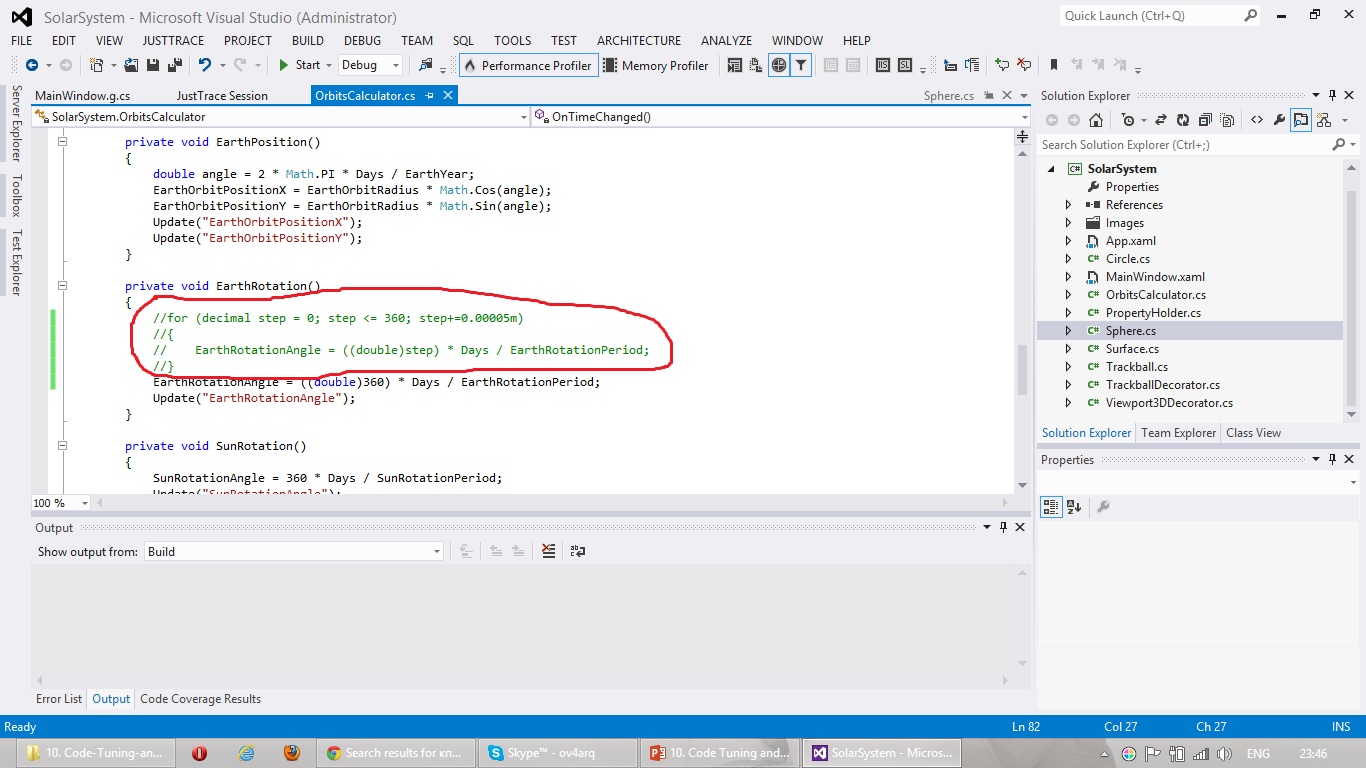 SolarSystem - Microsoft Visual Studio (Administrator)
Quick Launch (Ctrl+Q)
FILE EDIT VIEW JUSTTRACE PROJECT BUILD DEBUG TEAM SQL TOOLS TEST ARCHITECTURE ANALYZE WINDOW HELP
Start Debug Performance Profiler Memory Profiler
Server Explorer
Toolbox
Test Explorer
MainWindow.g.cs JustTrace Session OrbitsCalculator.cs Sphere.cs
SolarSystem.OrbitsCalculator OnTimeChanged()
private void EarthPosition()
{
double angle = 2 * Math.PI * Days / EarthYear;
EarthOrbitPositionX = EarthOrbitRadius * Math.Cos(angle);
EarthOrbitPositionY = EarthOrbitRadius * Math.Sin(angle);
Update("EarthOrbitPositionX");
Update("EarthOrbitPositionY");
}
private void EarthRotation()
{
//for (decimal step = 0; step <= 360; step+=0.00005m)
//{
//    EarthRotationAngle = ((double)step) * Days / EarthRotationPeriod;
//}
EarthRotationAngle = ((double)360) * Days / EarthRotationPeriod;
Update("EarthRotationAngle");
}
private void SunRotation()
{
SunRotationAngle = 360 * Days / SunRotationPeriod;
Update("SunRotationAngle");
100 %
Output
Show output from: Build
Error List Output Code Coverage Results
Solution Explorer
Search Solution Explorer (Ctrl+;)
SolarSystem
Properties
References
Images
App.xaml
Circle.cs
MainWindow.xaml
OrbitsCalculator.cs
PropertyHolder.cs
Sphere.cs
Surface.cs
Trackball.cs
TrackballDecorator.cs
Viewport3DDecorator.cs
Solution Explorer Team Explorer Class View
Properties
Ready Ln 82 Col 27 Ch 27 INS
10. Code-Tuning-an... Search results for кп... Skype™ - ov4arq 10. Code Tuning and... SolarSystem - Micros... ENG 23:46